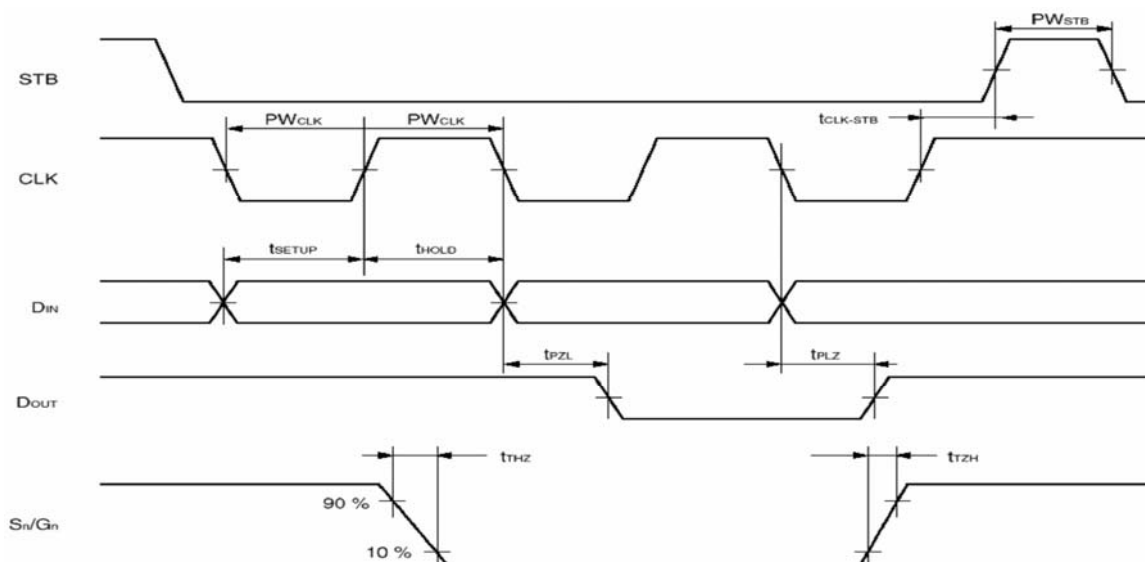 PWSTB
STB
tCLK-STB
PWCLK PWCLK
CLK
tSETUP tHOLD
DIN
tPZL tPLZ
DOUT
tTHZ tTZH
90 %
Sn/Gn
10 %